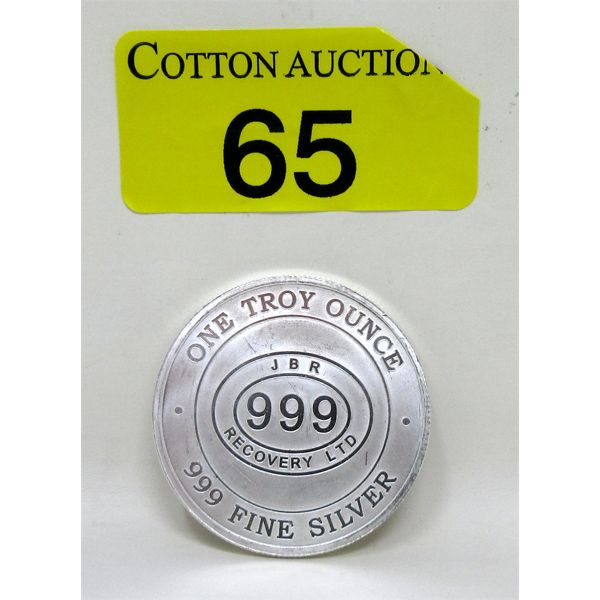 COTTON AUCTION
65
ONE TROY OUNCE
JBR
999
RECOVERY LTD
999 FINE SILVER